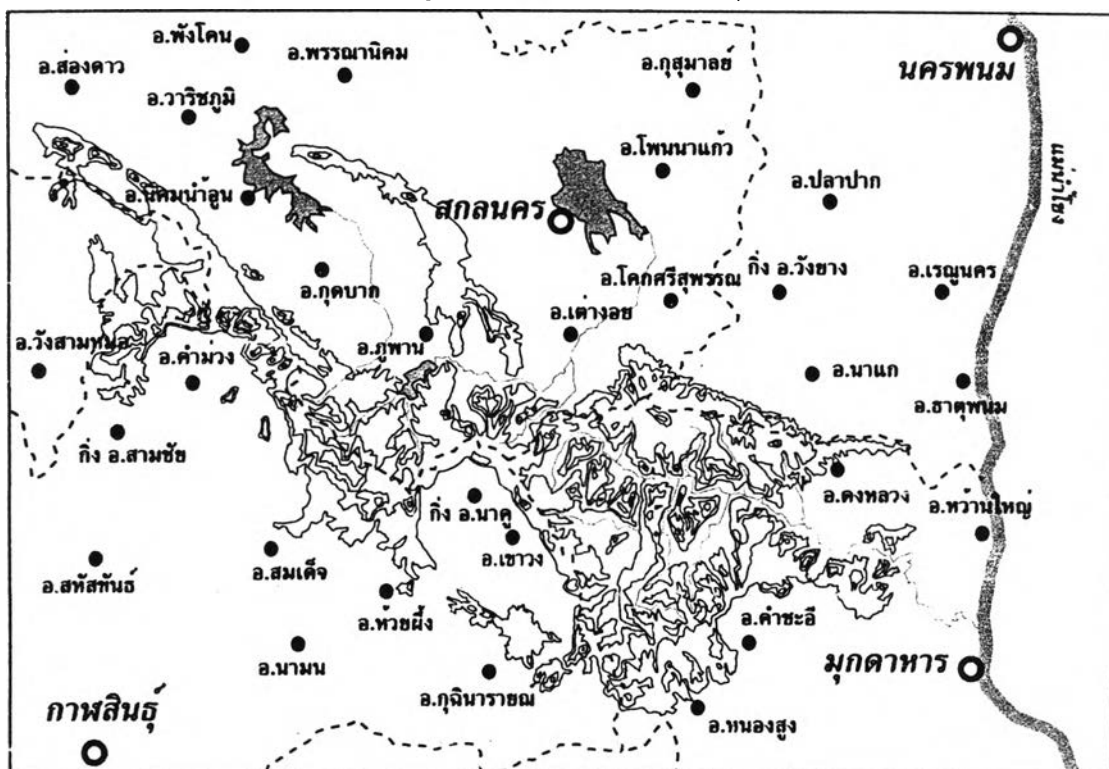 อ.พังโคน
อ.พรรณานิคม
อ.ส่องดาว
อ.กุสุมาลย์
นครพนม
อ.วาริชภูมิ
อ.โพนนาแก้ว
แม่น้ำโขง
อ.นิคมน้ำอูน
อ.ปลาปาก
สกลนคร
อ.กุดบาก
อ.โคกศรีสุพรรณ
กิ่ง อ.วังยาง
อ.เรณูนคร
อ.เต่างอย
อ.วังสามหมอ
อ.คำม่วง
อ.ภูพาน
อ.นาแก
อ.ธาตุพนม
กิ่ง อ.สามชัย
อ.ดงหลวง
กิ่ง อ.นาคู
อ.หว้านใหญ่
อ.เขาวง
อ.สหัสขันธ์
อ.สมเด็จ
อ.ห้วยผึ้ง
อ.คำชะอี
อ.นามน
มุกดาหาร
อ.กุฉินารายณ
กาฬสินธุ์
อ.หนองสูง